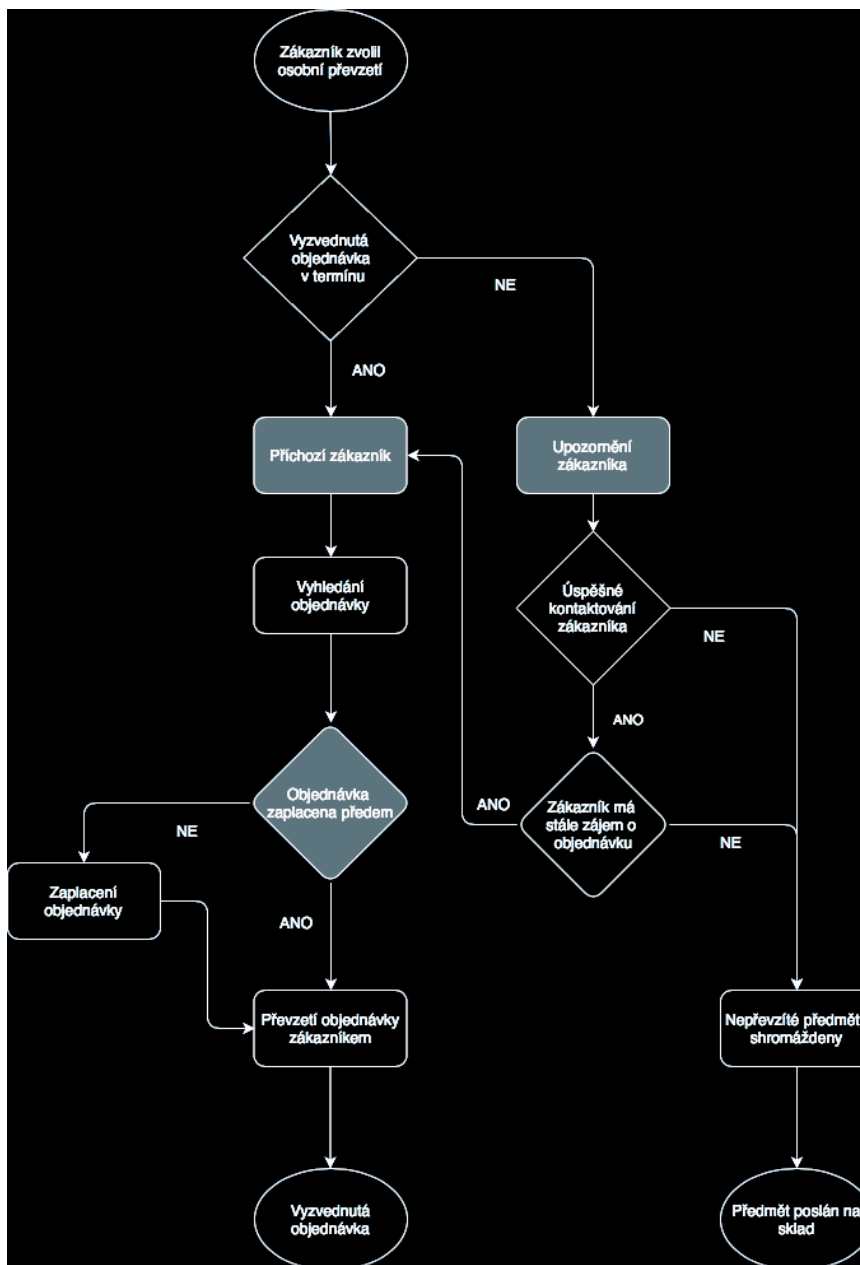 Zákazník zvolil
osobní převzetí
Vyzvednutá
objednávka
v termínu
NE
ANO
Příchozí zákazník
Upozornění
zákazníka
Vyhledání
objednávky
Úspěšné
kontaktování
zákazníka
NE
ANO
Objednávka
zaplacena předem
ANO
Zákazník má
stále zájem o
objednávku
NE
NE
Zaplacení
objednávky
ANO
Převzetí objednávky
zákazníkem
Nepřevzíté předmět
shromáždeny
Vyzvednutá
objednávka
Předmět poslán na
sklad